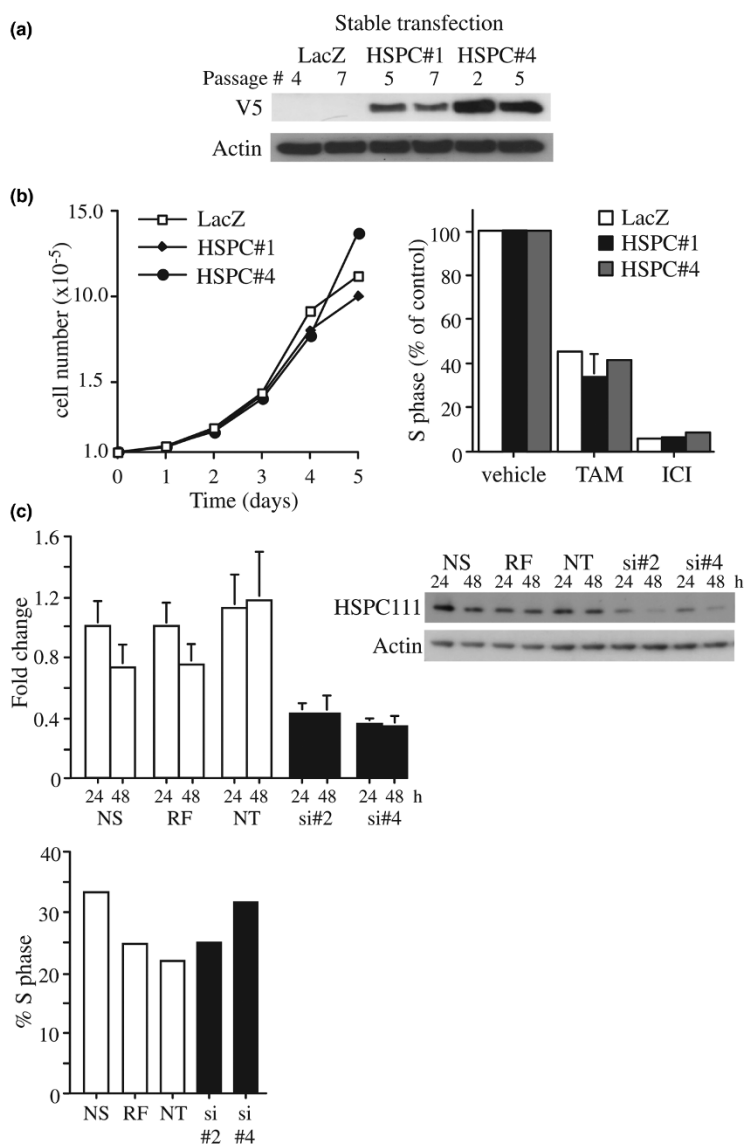 (a)
Stable transfection
LacZ HSPC#1 HSPC#4
Passage # 4 7 5 7 2 5
V5
Actin
(b)
cell number (x10-5)
15.0
10.0
1.5
1.0
LacZ
HSPC#1
HSPC#4
0 1 2 3 4 5
Time (days)
S phase (% of control)
100
80
60
40
20
0
LacZ
HSPC#1
HSPC#4
vehicle TAM ICI
(c)
Fold change
1.6
1.2
0.8
0.4
0
24 48 24 48 24 48 24 48 24 48 h
NS RF NT si#2 si#4
NS RF NT si#2 si#4
24 48 24 48 24 48 24 48 24 48 h
HSPC111
Actin
% S phase
40
30
20
10
0
NS RF NT si si
#2 #4